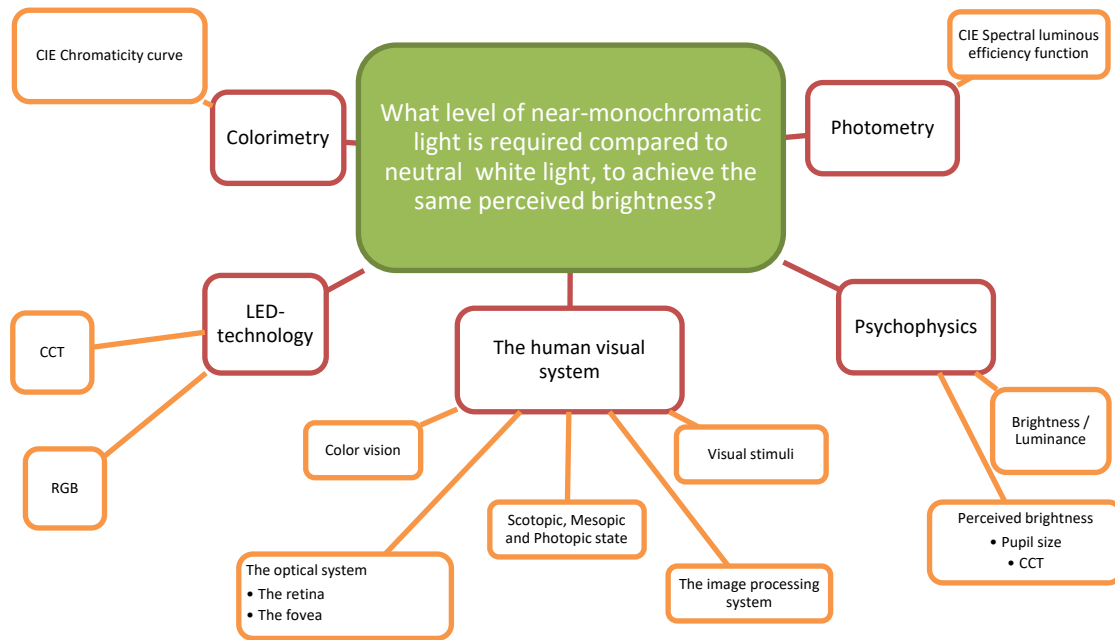 CIE Chromaticity curve
CIE Spectral luminous
efficiency function
What level of near-monochromatic
light is required compared to
neutral  white light, to achieve the
same perceived brightness?
Colorimetry
Photometry
LED-
technology
The human visual
system
Psychophysics
CCT
RGB
Color vision
Visual stimuli
Brightness /
Luminance
Scotopic, Mesopic
and Photopic state
The optical system
• The retina
• The fovea
The image processing
system
Perceived brightness
• Pupil size
• CCT